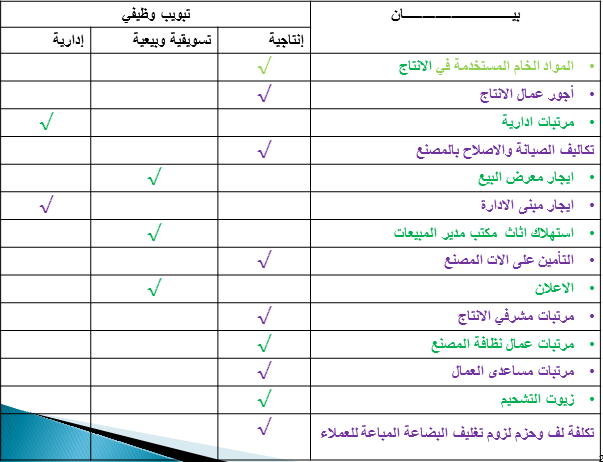 بيـــــــــــــــــان	تبويب وظيفي
إنتاجية	تسويقية وبيعية	إدارية
• المواد الخام المستخدمة في الانتاج	√
• أجور عمال الانتاج	√
• مرتبات ادارية	√
تكاليف الصيانة والاصلاح بالمصنع	√
• ايجار معرض البيع	√
• ايجار مبنى الادارة	√
• استهلاك اثاث مكتب مدير المبيعات	√
• التأمين على الات المصنع	√
• الاعلان	√
• مرتبات مشرفي الانتاج	√
• مرتبات عمال نظافة المصنع	√
• مرتبات مساعدى العمال	√
• زيوت التشحيم	√
تكلفة لف وحزم لزوم تغليف البضاعة المباعة للعملاء	√